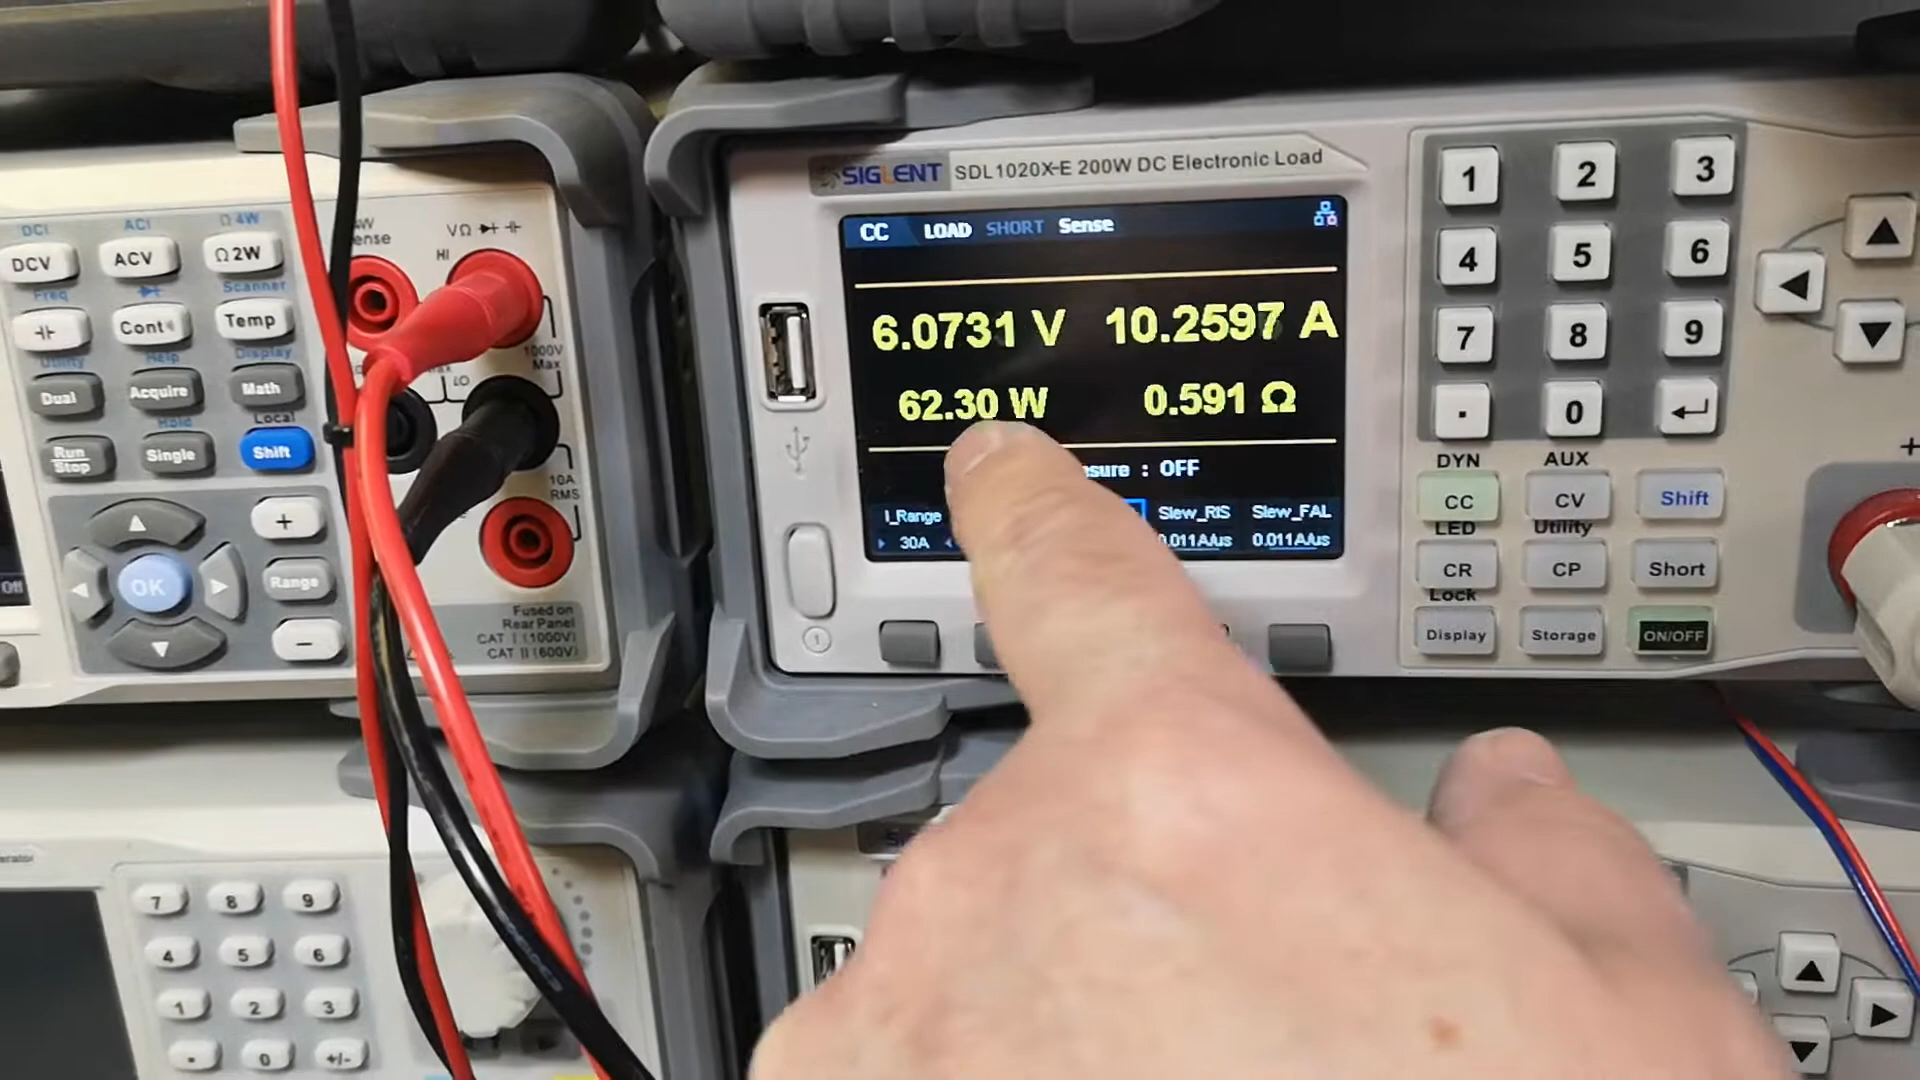 SIGLENT SDL1020X-E 200W DC Electronic Load
CC LOAD SHORT Sense
6.0731 V 10.2597 A
62.30 W 0.591 Ω
: OFF
I_Range Slew_RIS Slew_FAL
30A 0.011A/us 0.011A/us
1 2 3
4 5 6
7 8 9
. 0
DYN AUX
CC CV Shift
LED Utility
CR CP Short
Lock
Display Storage ON/OFF
DCI ACI Ω 4W
DCV ACV Ω 2W
Freq Scanner
Cont Temp
Utility Help Display
Dual Acquire Math
Hold Local
Run Stop Single Shift
+
OK Range
−
VΩ
HI
1000V
Max
LO
10A
RMS
Fused on
Rear Panel
CAT I (1000V)
CAT II (600V)
Off
7 8 9
4 5 6
1 2 3
. 0 +/-
+